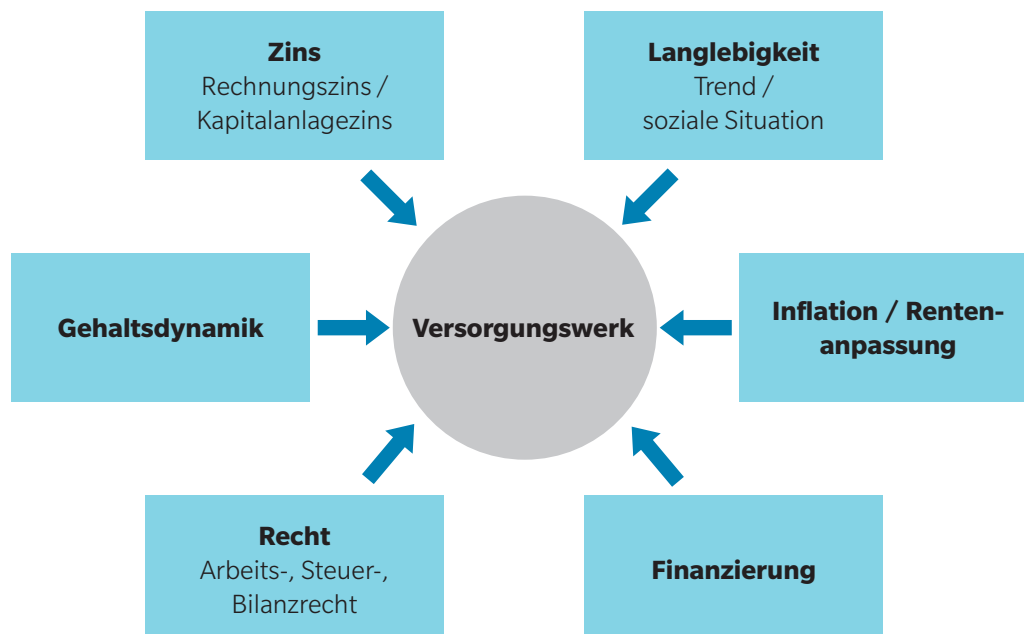 Zins
Rechnungszins /
Kapitalanlagezins
Langlebigkeit
Trend /
soziale Situation
Gehaltsdynamik
Versorgungswerk
Inflation / Renten-
anpassung
Recht
Arbeits-, Steuer-,
Bilanzrecht
Finanzierung